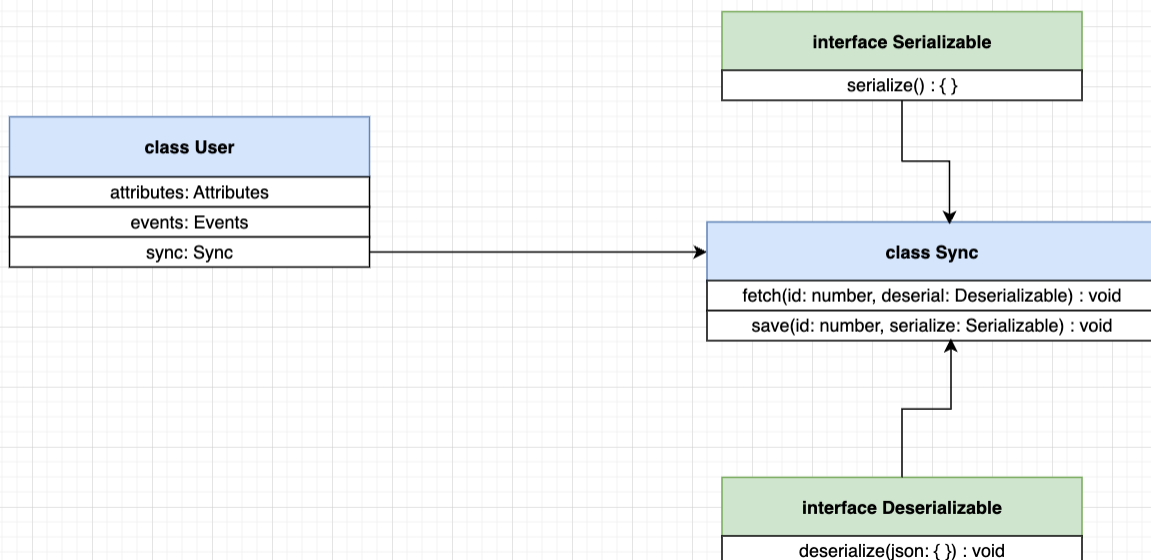 interface Serializable
serialize() : { }
class User
attributes: Attributes
events: Events
sync: Sync
class Sync
fetch(id: number, deserial: Deserializable) : void
save(id: number, serialize: Serializable) : void
interface Deserializable
deserialize(json: { }) : void